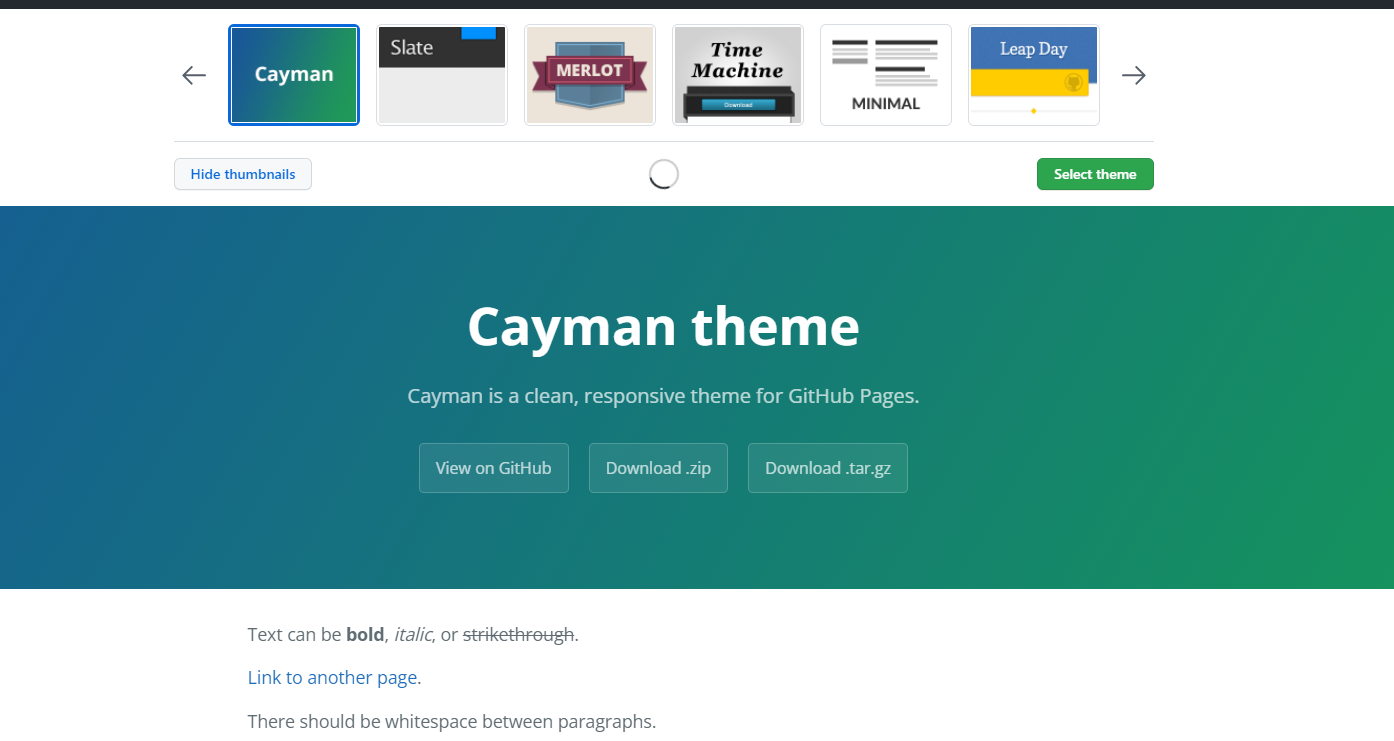 Cayman
Slate
MERLOT
Time
Machine
Download
MINIMAL
Leap Day
Hide thumbnails
Select theme
Cayman theme
Cayman is a clean, responsive theme for GitHub Pages.
View on GitHub
Download .zip
Download .tar.gz
Text can be bold, italic, or strikethrough.
Link to another page.
There should be whitespace between paragraphs.